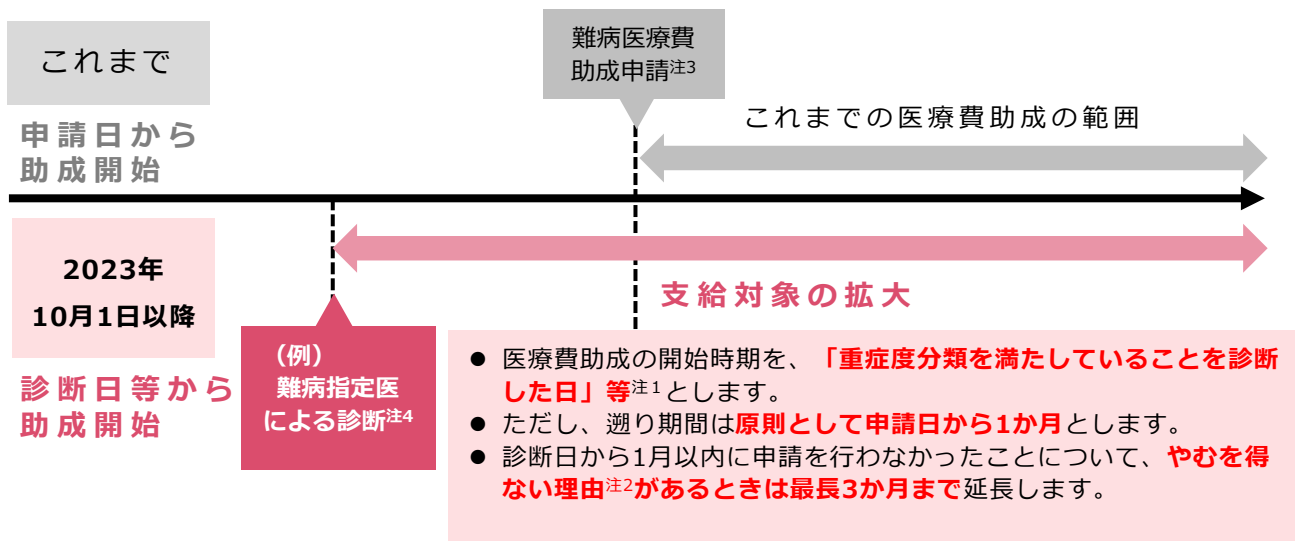 これまで
申請日から
助成開始
難病医療費
助成申請注3
これまでの医療費助成の範囲
2023年
10月1日以降
診断日等から
助成開始
支給対象の拡大
（例）
難病指定医
による診断注4
● 医療費助成の開始時期を、「重症度分類を満たしていることを診断
した日」等注1とします。
● ただし、遡り期間は原則として申請日から1か月とします。
● 診断日から1月以内に申請を行わなかったことについて、やむを得
ない理由注2があるときは最長3か月まで延長します。